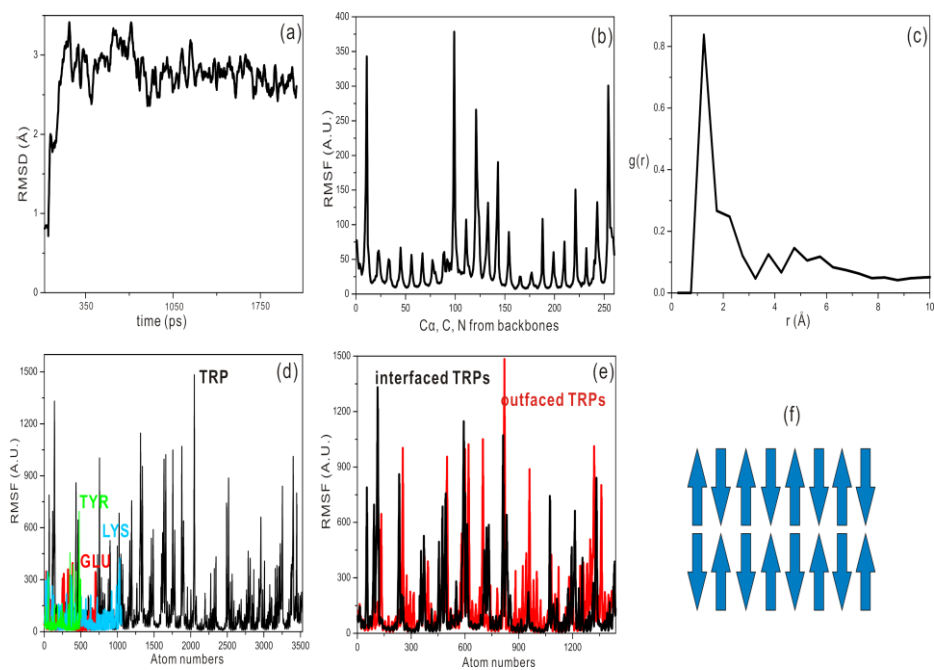 (a)
RMSD (Å)
3
2
1
0
350
1050
1750
time (ps)
(b)
RMSF (A.U.)
400
350
300
250
200
150
100
50
0
0
50
100
150
200
250
Cα, C, N from backbones
(c)
g(r)
0.8
0.6
0.4
0.2
0.0
0
2
4
6
8
10
r (Å)
(d)
RMSF (A.U.)
1500
1200
900
600
300
0
TRP
TYR
LYS
GLU
0
500
1000
1500
2000
2500
3000
3500
Atom numbers
(e)
RMSF (A.U.)
1500
1200
900
600
300
0
interfaced TRPs
outfaced TRPs
0
300
600
900
1200
Atom numbers
(f)